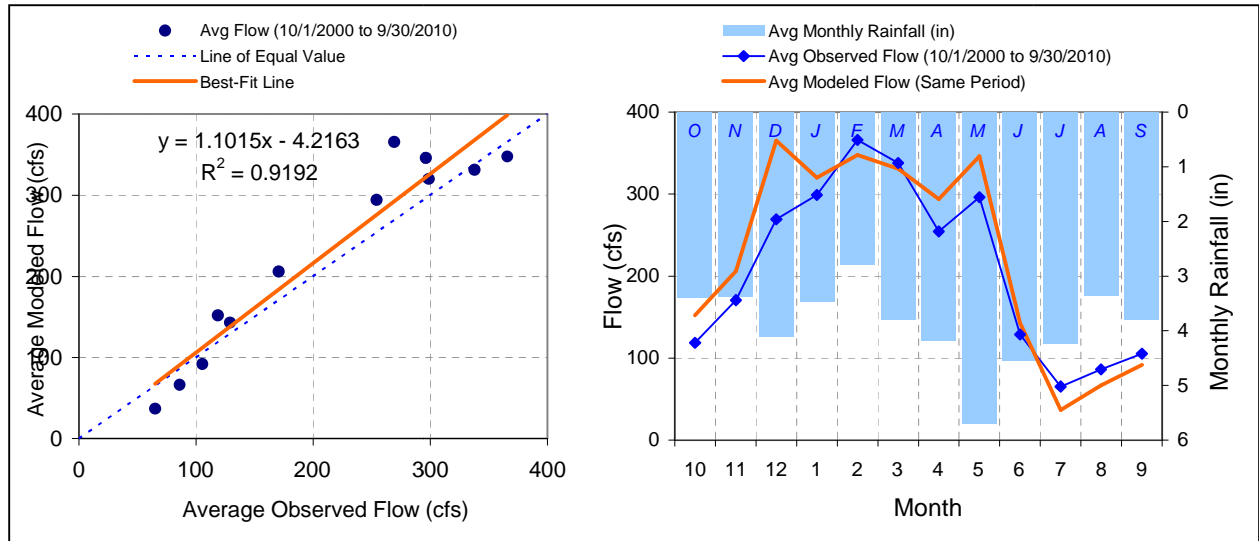 Avg Flow (10/1/2000 to 9/30/2010)
Line of Equal Value
Best-Fit Line
y = 1.1015x - 4.2163
R² = 0.9192
Average Modeled Flow (cfs)
400
300
200
100
0
0 100 200 300 400
Average Observed Flow (cfs)
Avg Monthly Rainfall (in)
Avg Observed Flow (10/1/2000 to 9/30/2010)
Avg Modeled Flow (Same Period)
O N D J F M A M J J A S
Flow (cfs)
400
300
200
100
0
0
1
2
3
4
5
6
Monthly Rainfall (in)
10 11 12 1 2 3 4 5 6 7 8 9
Month